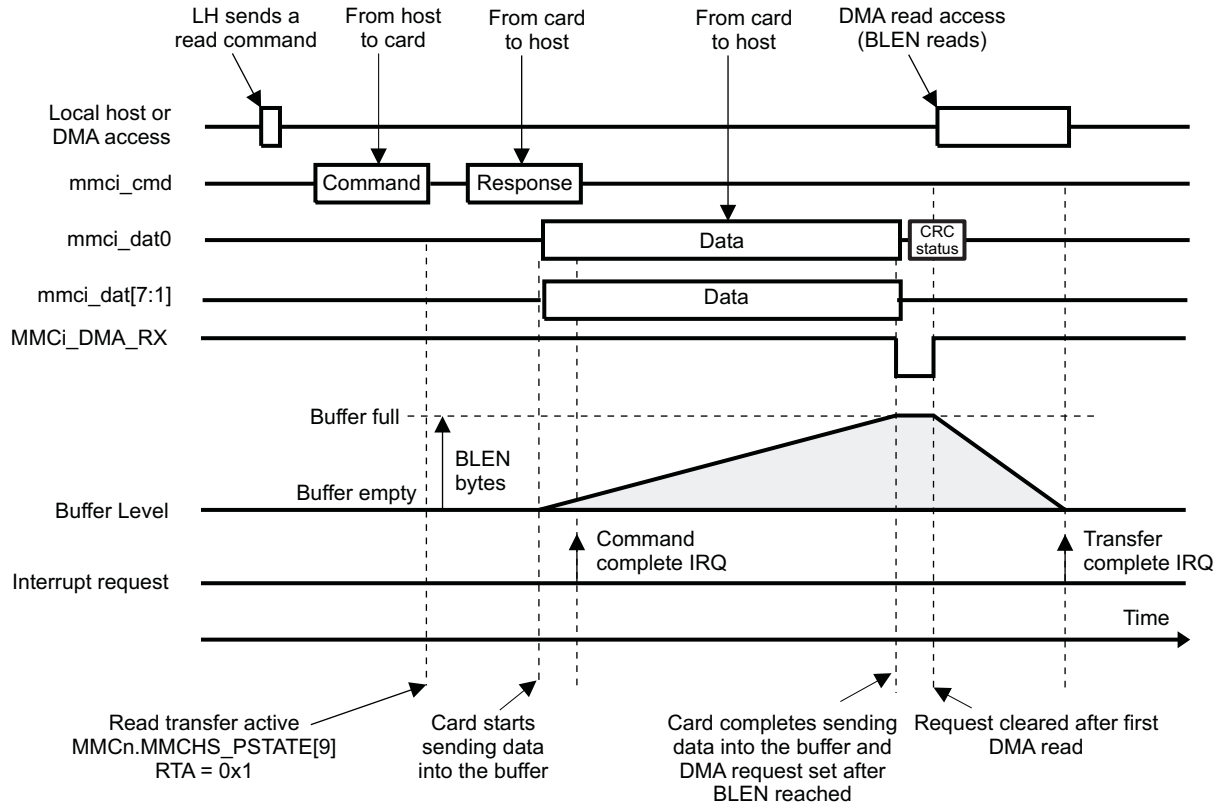 LH sends a
read command
From host
to card
From card
to host
From card
to host
DMA read access
(BLEN reads)
Local host or
DMA access
mmci_cmd
Command
Response
mmci_dat0
Data
CRC
status
mmci_dat[7:1]
Data
MMCi_DMA_RX
Buffer full
BLEN
bytes
Buffer empty
Buffer Level
Command
complete IRQ
Transfer
complete IRQ
Interrupt request
Time
Read transfer active
MMCn.MMCHS_PSTATE[9]
RTA = 0x1
Card starts
sending data
into the buffer
Card completes sending
data into the buffer and
DMA request set after
BLEN reached
Request cleared after first
DMA read